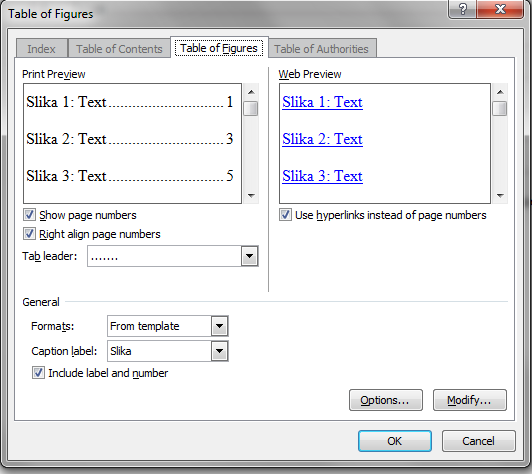 Table of Figures
Index Table of Contents Table of Figures Table of Authorities
Print Preview
Slika 1: Text........................... 1
Slika 2: Text........................... 3
Slika 3: Text........................... 5
Show page numbers
Right align page numbers
Tab leader: .......
Web Preview
Slika 1: Text
Slika 2: Text
Slika 3: Text
Use hyperlinks instead of page numbers
General
Formats: From template
Caption label: Slika
Include label and number
Options... Modify...
OK Cancel